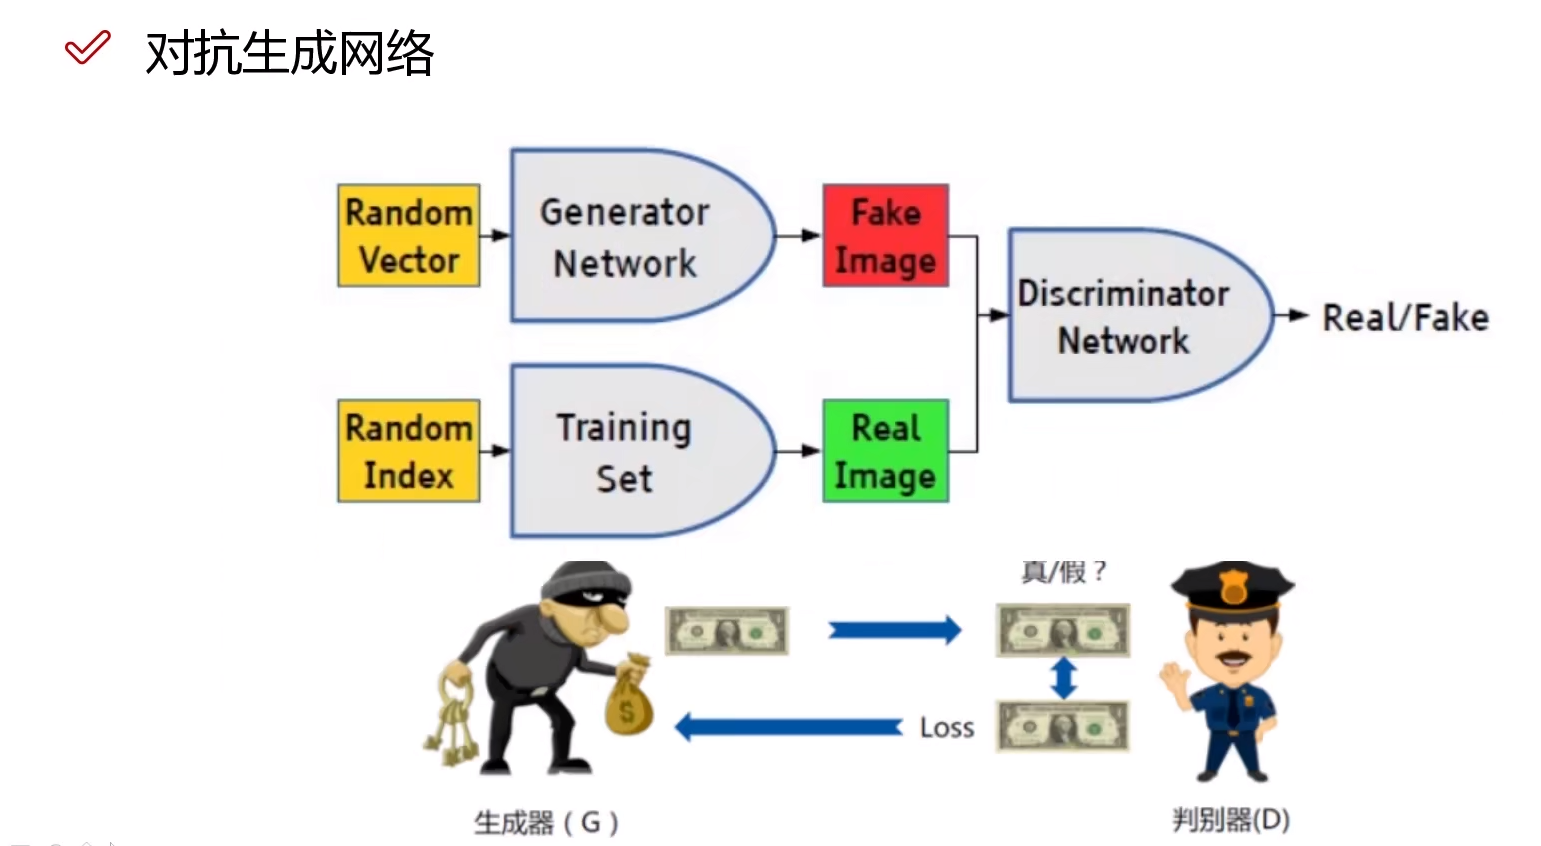 对抗生成网络
Random
Vector
Generator
Network
Fake
Image
Discriminator
Network
Real/Fake
Random
Index
Training
Set
Real
Image
真/假？
Loss
$
生成器（G）
判别器(D)